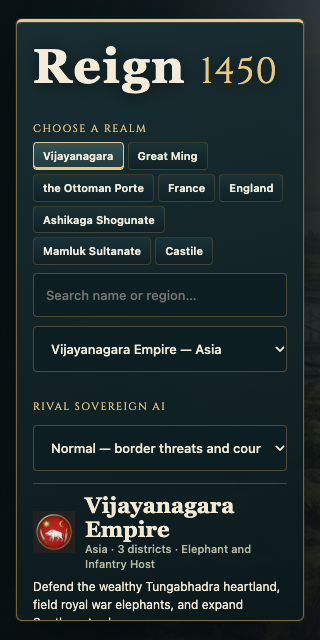 Reign 1450
CHOOSE A REALM
Vijayanagara
Great Ming
the Ottoman Porte
France
England
Ashikaga Shogunate
Mamluk Sultanate
Castile
Search name or region...
Vijayanagara Empire — Asia
RIVAL SOVEREIGN AI
Normal — border threats and cour
Vijayanagara
Empire
Asia · 3 districts · Elephant and
Infantry Host
Defend the wealthy Tungabhadra heartland,
field royal war elephants, and expand